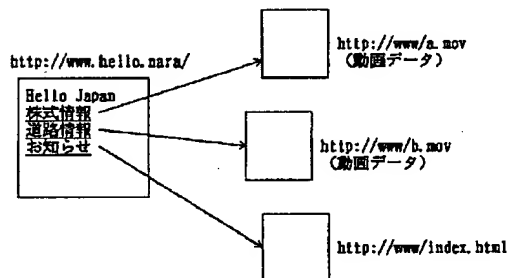 http://www.hello.nara/
Hello Japan
株式情報
道路情報
お知らせ
http://www/a.mov
(動画データ)
http://www/b.mov
(動画データ)
http://www/index.html